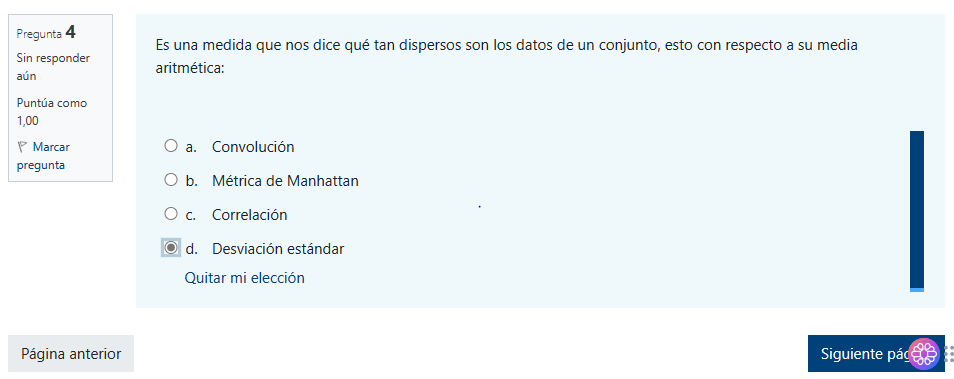 Pregunta 4
Sin responder
aún
Puntúa como
1,00
Marcar
pregunta
Es una medida que nos dice qué tan dispersos son los datos de un conjunto, esto con respecto a su media
aritmética:
a. Convolución
b. Métrica de Manhattan
c. Correlación
d. Desviación estándar
Quitar mi elección
Página anterior
Siguiente pág